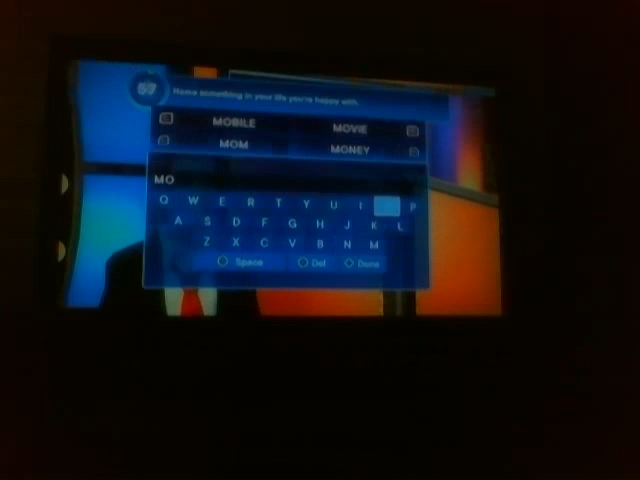 57 Name something in your life you're happy with.
MOBILE MOVIE
MOM MONEY
MO
Q W E R T Y U I P
A S D F G H J K L
Z X C V B N M
Space Del Done